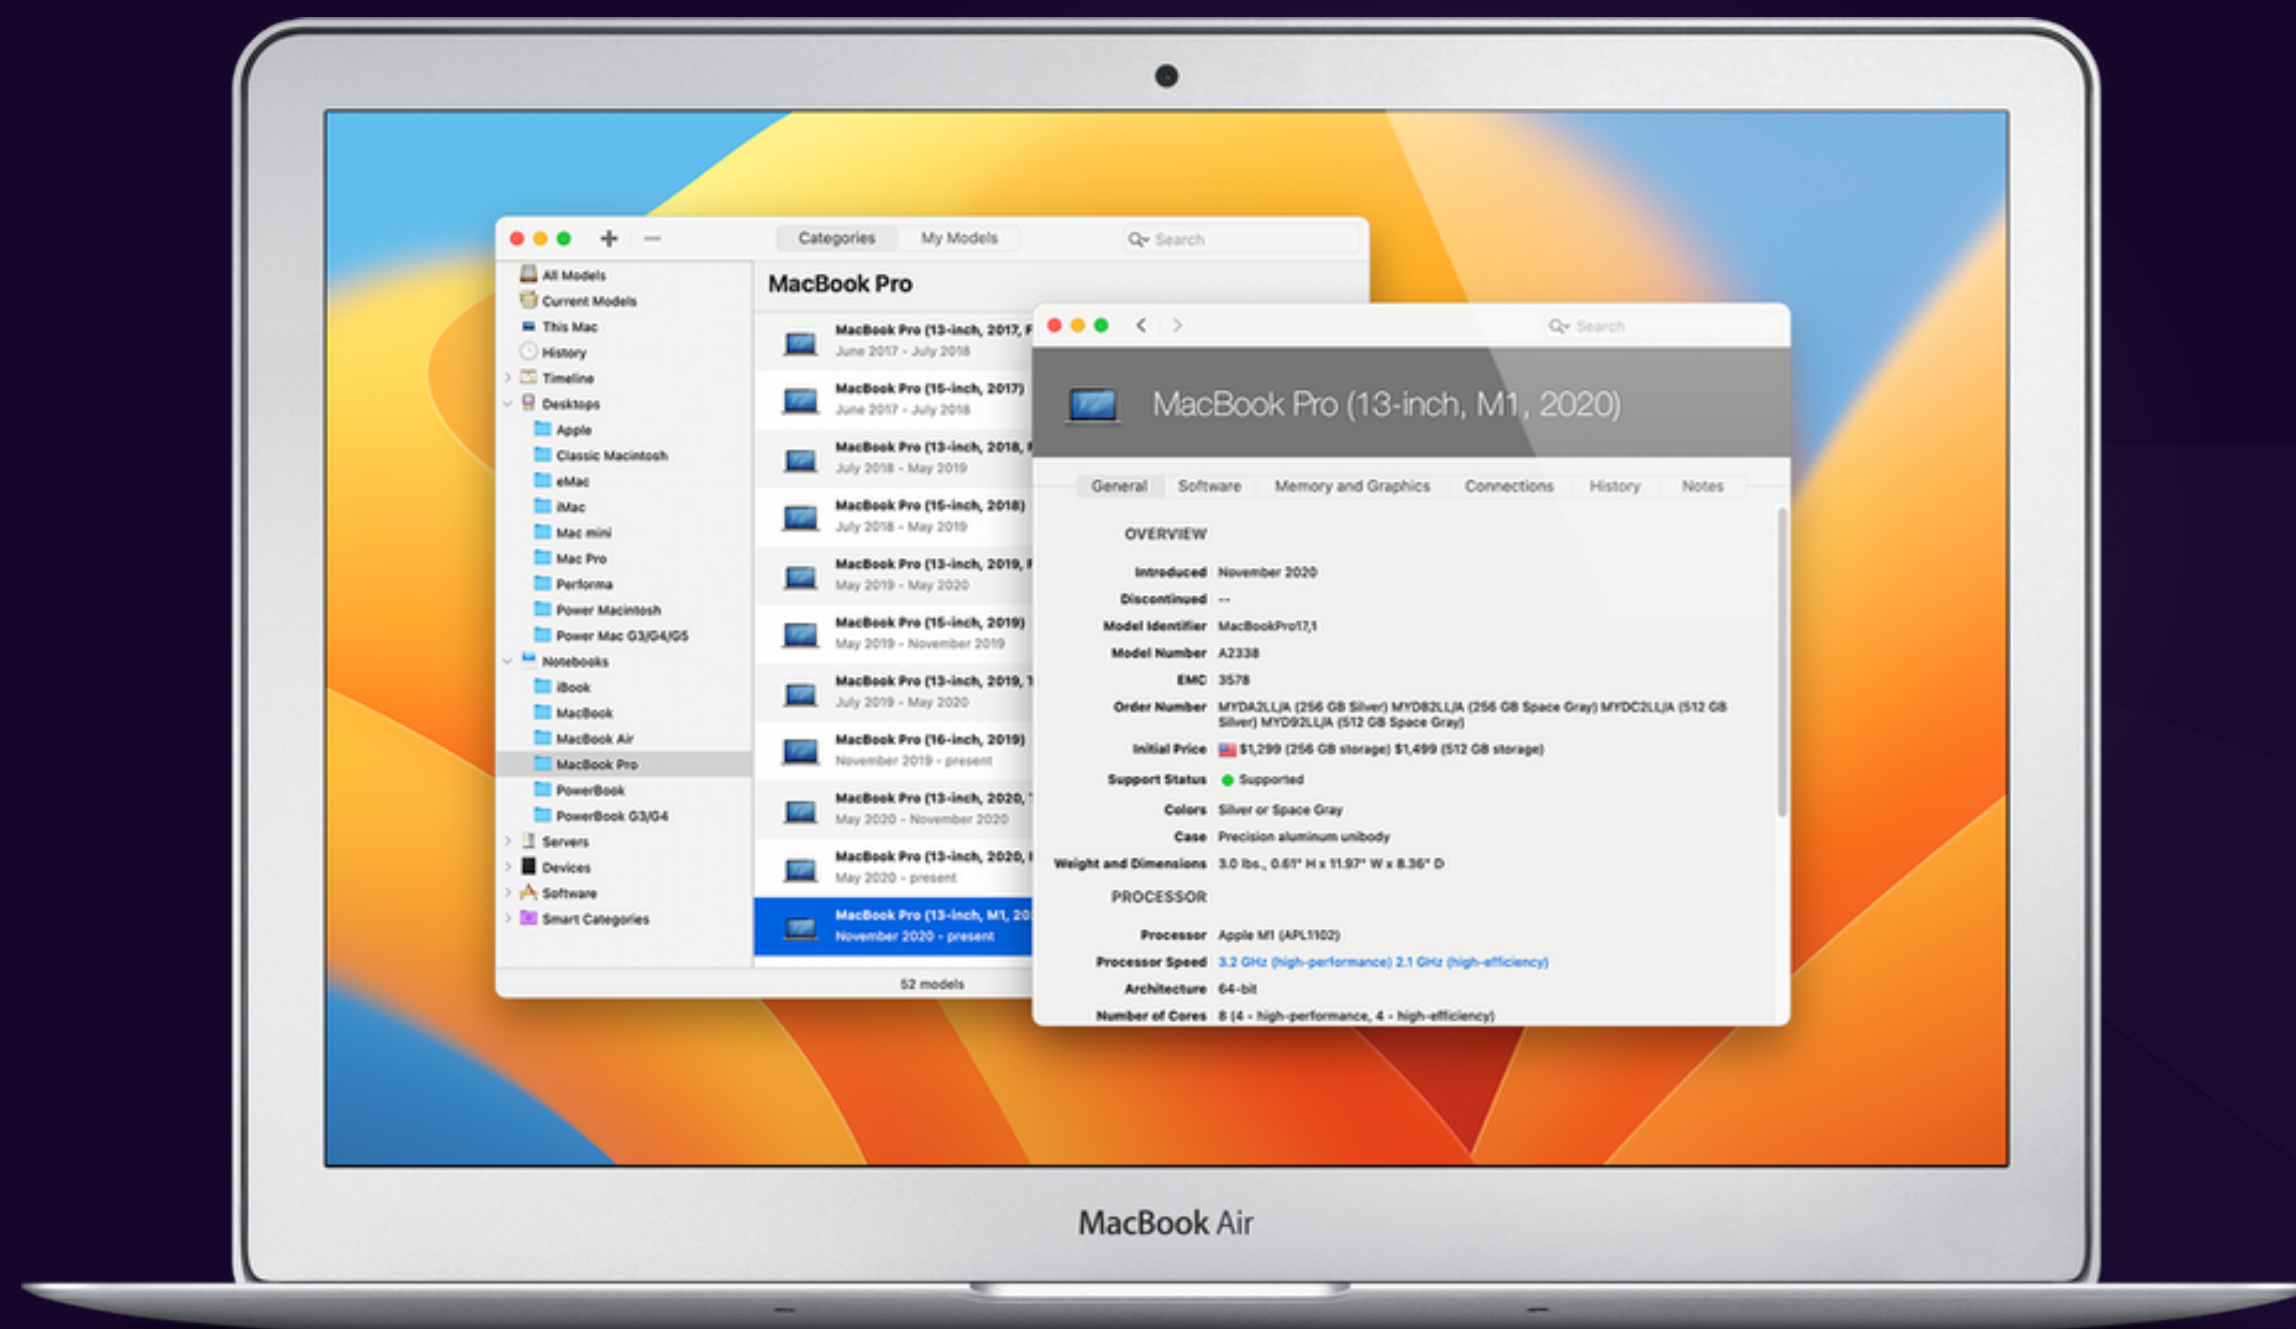 Categories
My Models
Search
All Models
Current Models
This Mac
History
Timeline
Desktops
Apple
Classic Macintosh
eMac
iMac
Mac mini
Mac Pro
Performa
Power Macintosh
Power Mac G3/G4/G5
Notebooks
iBook
MacBook
MacBook Air
MacBook Pro
PowerBook
PowerBook G3/G4
Servers
Devices
Software
Smart Categories
MacBook Pro
MacBook Pro (13-inch, 2017,
June 2017 - July 2018
MacBook Pro (15-inch, 2017)
June 2017 - July 2018
MacBook Pro (13-inch, 2018,
July 2018 - May 2019
MacBook Pro (15-inch, 2018)
July 2018 - May 2019
MacBook Pro (13-inch, 2019,
May 2019 - May 2020
MacBook Pro (15-inch, 2019)
May 2019 - November 2019
MacBook Pro (13-inch, 2019,
July 2019 - May 2020
MacBook Pro (16-inch, 2019)
November 2019 - present
MacBook Pro (13-inch, 2020,
May 2020 - November 2020
MacBook Pro (13-inch, 2020,
May 2020 - present
MacBook Pro (13-inch, M1, 20
November 2020 - present
52 models
Search
MacBook Pro (13-inch, M1, 2020)
General Software Memory and Graphics Connections History Notes
OVERVIEW
Introduced November 2020
Discontinued --
Model Identifier MacBookPro17,1
Model Number A2338
EMC 3578
Order Number MYDA2LL/A (256 GB Silver) MYD82LL/A (256 GB Space Gray) MYDC2LL/A (512 GB
Silver) MYD92LL/A (512 GB Space Gray)
Initial Price $1,299 (256 GB storage) $1,499 (512 GB storage)
Support Status Supported
Colors Silver or Space Gray
Case Precision aluminum unibody
Weight and Dimensions 3.0 lbs., 0.61" H x 11.97" W x 8.36" D
PROCESSOR
Processor Apple M1 (APL1102)
Processor Speed 3.2 GHz (high-performance) 2.1 GHz (high-efficiency)
Architecture 64-bit
Number of Cores 8 (4 - high-performance, 4 - high-efficiency)
MacBook Air